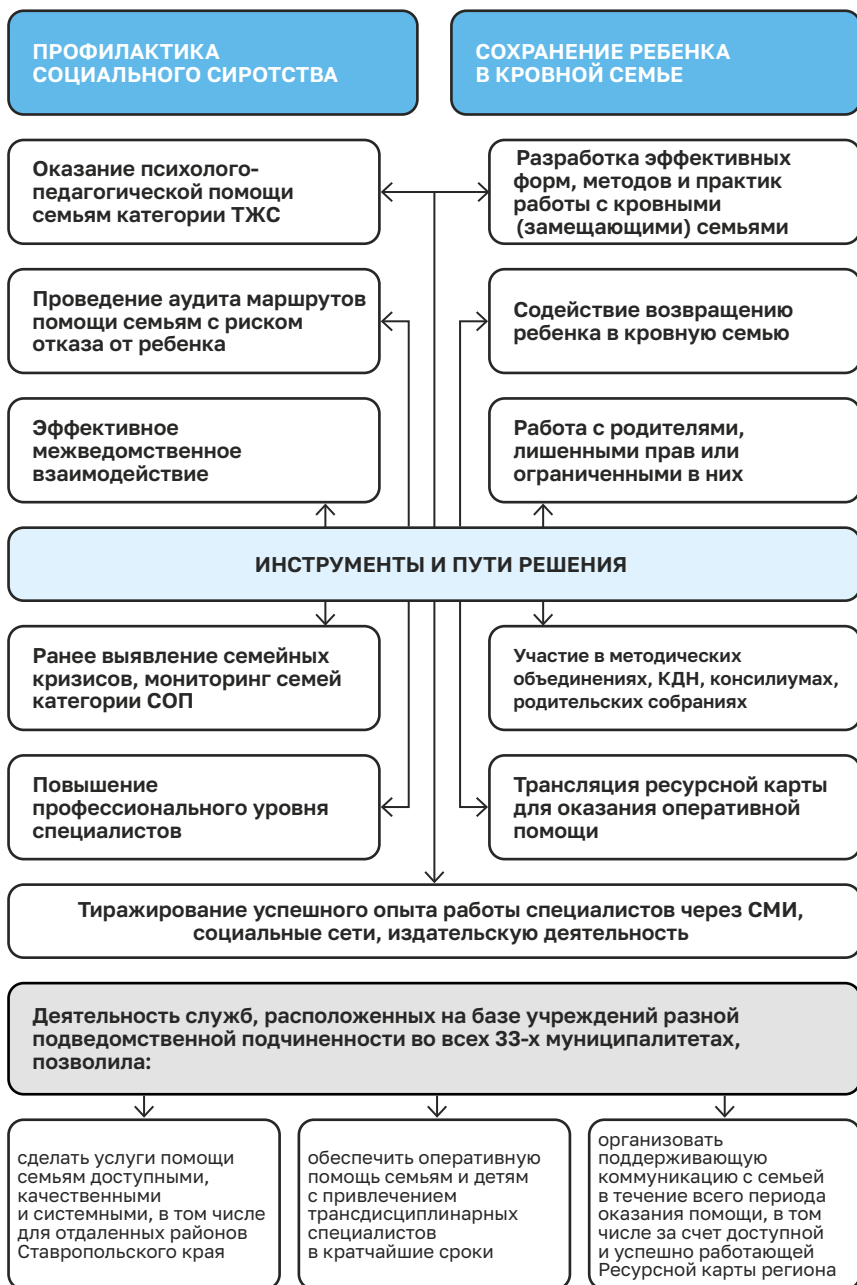 ПРОФИЛАКТИКА
СОЦИАЛЬНОГО СИРОТСТВА
СОХРАНЕНИЕ РЕБЕНКА
В КРОВНОЙ СЕМЬЕ
Оказание психолого-
педагогической помощи
семьям категории ТЖС
Разработка эффективных
форм, методов и практик
работы с кровными
(замещающими) семьями
Проведение аудита маршрутов
помощи семьям с риском
отказа от ребенка
Содействие возвращению
ребенка в кровную семью
Эффективное
межведомственное
взаимодействие
Работа с родителями,
лишенными прав или
ограниченными в них
ИНСТРУМЕНТЫ И ПУТИ РЕШЕНИЯ
Ранее выявление семейных
кризисов, мониторинг семей
категории СОП
Участие в методических
объединениях, КДН, консилиумах,
родительских собраниях
Повышение
профессионального уровня
специалистов
Трансляция ресурсной карты
для оказания оперативной
помощи
Тиражирование успешного опыта работы специалистов через СМИ,
социальные сети, издательскую деятельность
Деятельность служб, расположенных на базе учреждений разной
подведомственной подчиненности во всех 33-х муниципалитетах,
позволила:
сделать услуги помощи
семьям доступными,
качественными
и системными, в том числе
для отдаленных районов
Ставропольского края
обеспечить оперативную
помощь семьям и детям
с привлечением
трансдисциплинарных
специалистов
в кратчайшие сроки
организовать
поддерживающую
коммуникацию с семьей
в течение всего периода
оказания помощи, в том
числе за счет доступной
и успешно работающей
Ресурсной карты региона